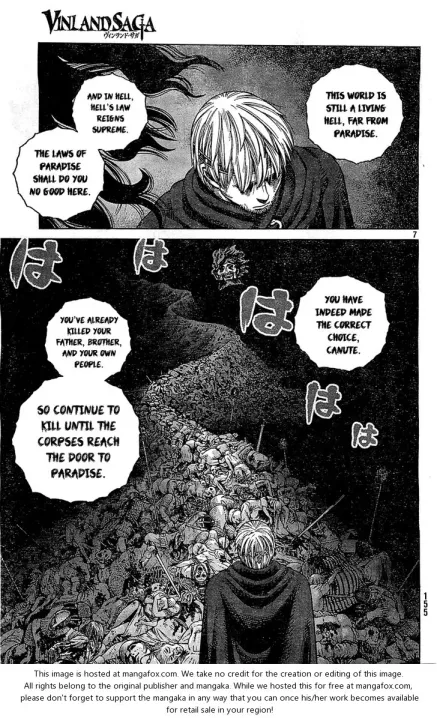 VINLAND SAGA
ヴィンランド・サガ
THIS WORLD IS
STILL A LIVING
HELL, FAR FROM
PARADISE.
AND IN HELL,
HELL'S LAW
REIGNS
SUPREME.
THE LAWS OF
PARADISE
SHALL DO YOU
NO GOOD HERE.
7
は
は
は
は
は
YOU HAVE
INDEED MADE
THE CORRECT
CHOICE,
CANUTE.
YOU'VE ALREADY
KILLED YOUR
FATHER, BROTHER,
AND YOUR OWN
PEOPLE.
SO CONTINUE TO
KILL UNTIL THE
CORPSES REACH
THE DOOR TO
PARADISE.
155
This image is hosted at mangafox.com. We take no credit for the creation or editing of this image.
All rights belong to the original publisher and mangaka. While we hosted this for free at mangafox.com,
please don't forget to support the mangaka in any way that you can once his/her work becomes available
for retail sale in your region!